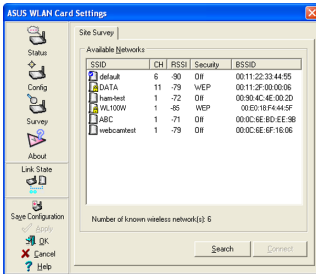 ASUS WLAN Card Settings
Status
Config
Survey
About
Link State
Save Configuration
Apply
OK
Cancel
Help
Site Survey
Available Networks
SSID CH RSSI Security BSSID
default 6 -90 Off 00:11:22:33:44:55
DATA 11 -79 WEP 00:11:2F:00:00:06
ham-test 1 -72 Off 00:90:4C:4E:00:2D
WL100W 1 -85 WEP 00:E0:18:F4:44:5F
ABC 1 -71 Off 00:0C:6E:BD:EE:9B
webcamtest 1 -79 Off 00:0C:6E:6F:16:06
Number of known wireless network(s): 6
Search Connect